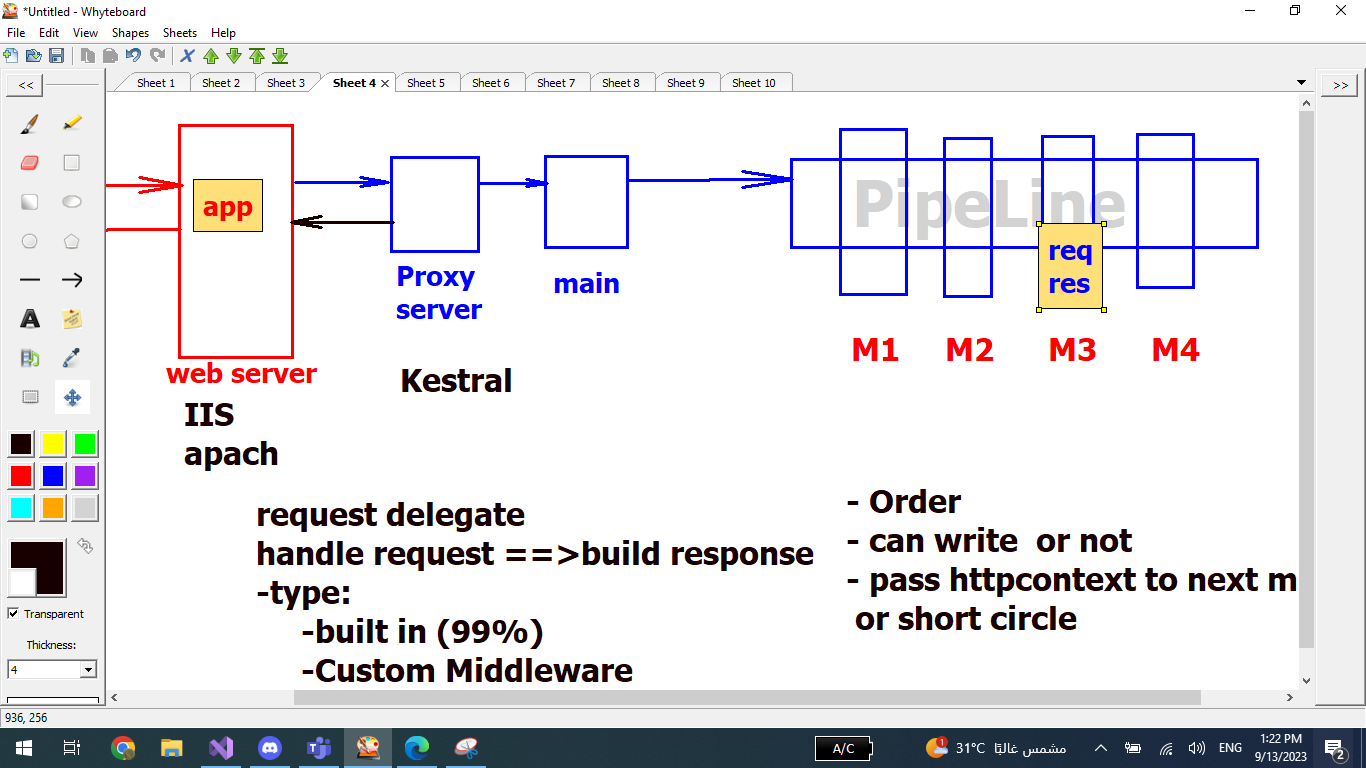 *Untitled - Whyteboard
File Edit View Shapes Sheets Help
<< Sheet 1 Sheet 2 Sheet 3 Sheet 4 Sheet 5 Sheet 6 Sheet 7 Sheet 8 Sheet 9 Sheet 10 >>
app
PipeLine
req
res
Proxy
server
main
M1 M2 M3 M4
web server
Kestral
IIS
apach
request delegate
handle request ==>build response
-type:
-built in (99%)
-Custom Middleware
- Order
- can write or not
- pass httpcontext to next m
or short circle
A
Transparent
Thickness:
4
936, 256
A/C
1
31°C مشمس غالبًا
ENG
1:22 PM
9/13/2023
2